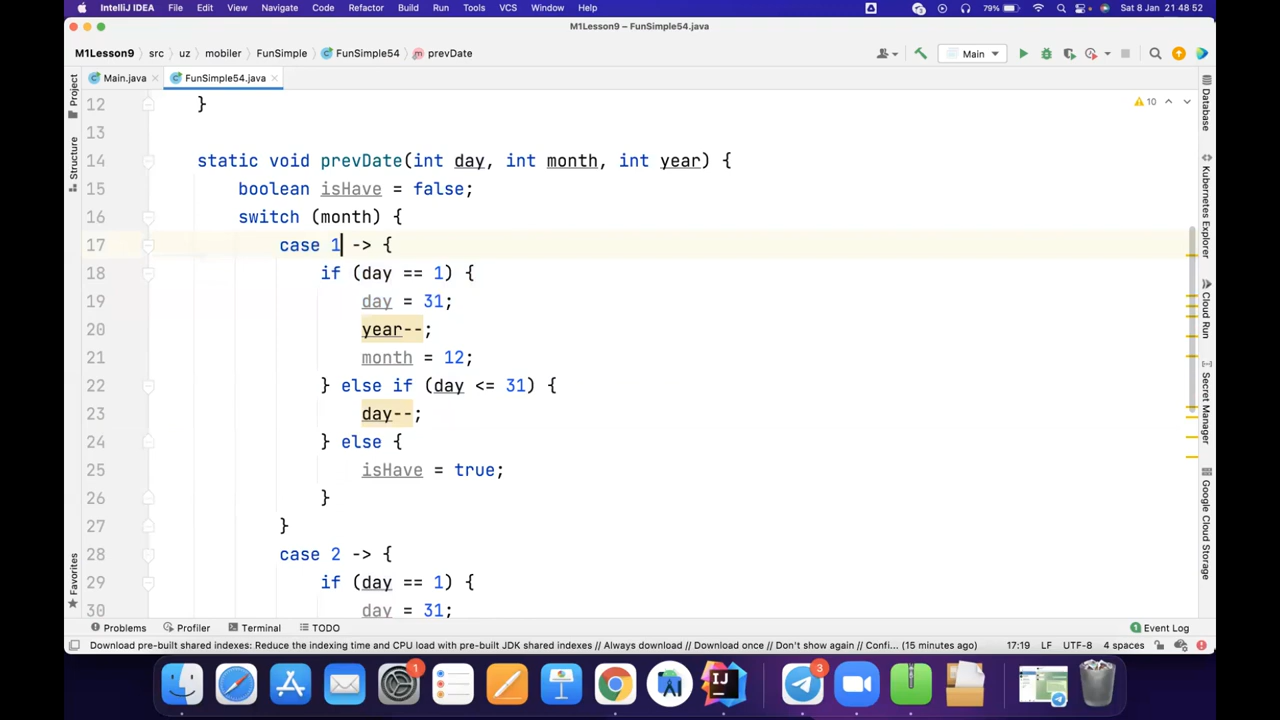 IntelliJ IDEA File Edit View Navigate Code Refactor Build Run Tools VCS Window Help 79% Sat 8 Jan 21 48 52
M1Lesson9 – FunSimple54.java
M1Lesson9 src uz mobiler FunSimple FunSimple54 prevDate Main
Main.java FunSimple54.java
12 }
10
13
14 static void prevDate(int day, int month, int year) {
15 boolean isHave = false;
16 switch (month) {
17 case 1 -> {
18 if (day == 1) {
19 day = 31;
20 year--;
21 month = 12;
22 } else if (day <= 31) {
23 day--;
24 } else {
25 isHave = true;
26 }
27 }
28 case 2 -> {
29 if (day == 1) {
30 day = 31;
Project
Structure
Favorites
Database
Kubernetes Explorer
Cloud Run
Secret Manager
Google Cloud Storage
Problems Profiler Terminal TODO 1 Event Log
Download pre-built shared indexes: Reduce the indexing time and CPU load with pre-built JDK shared indexes // Always download // Download once // Don't show again // Confi... (15 minutes ago) 17:19 LF UTF-8 4 spaces
1 3